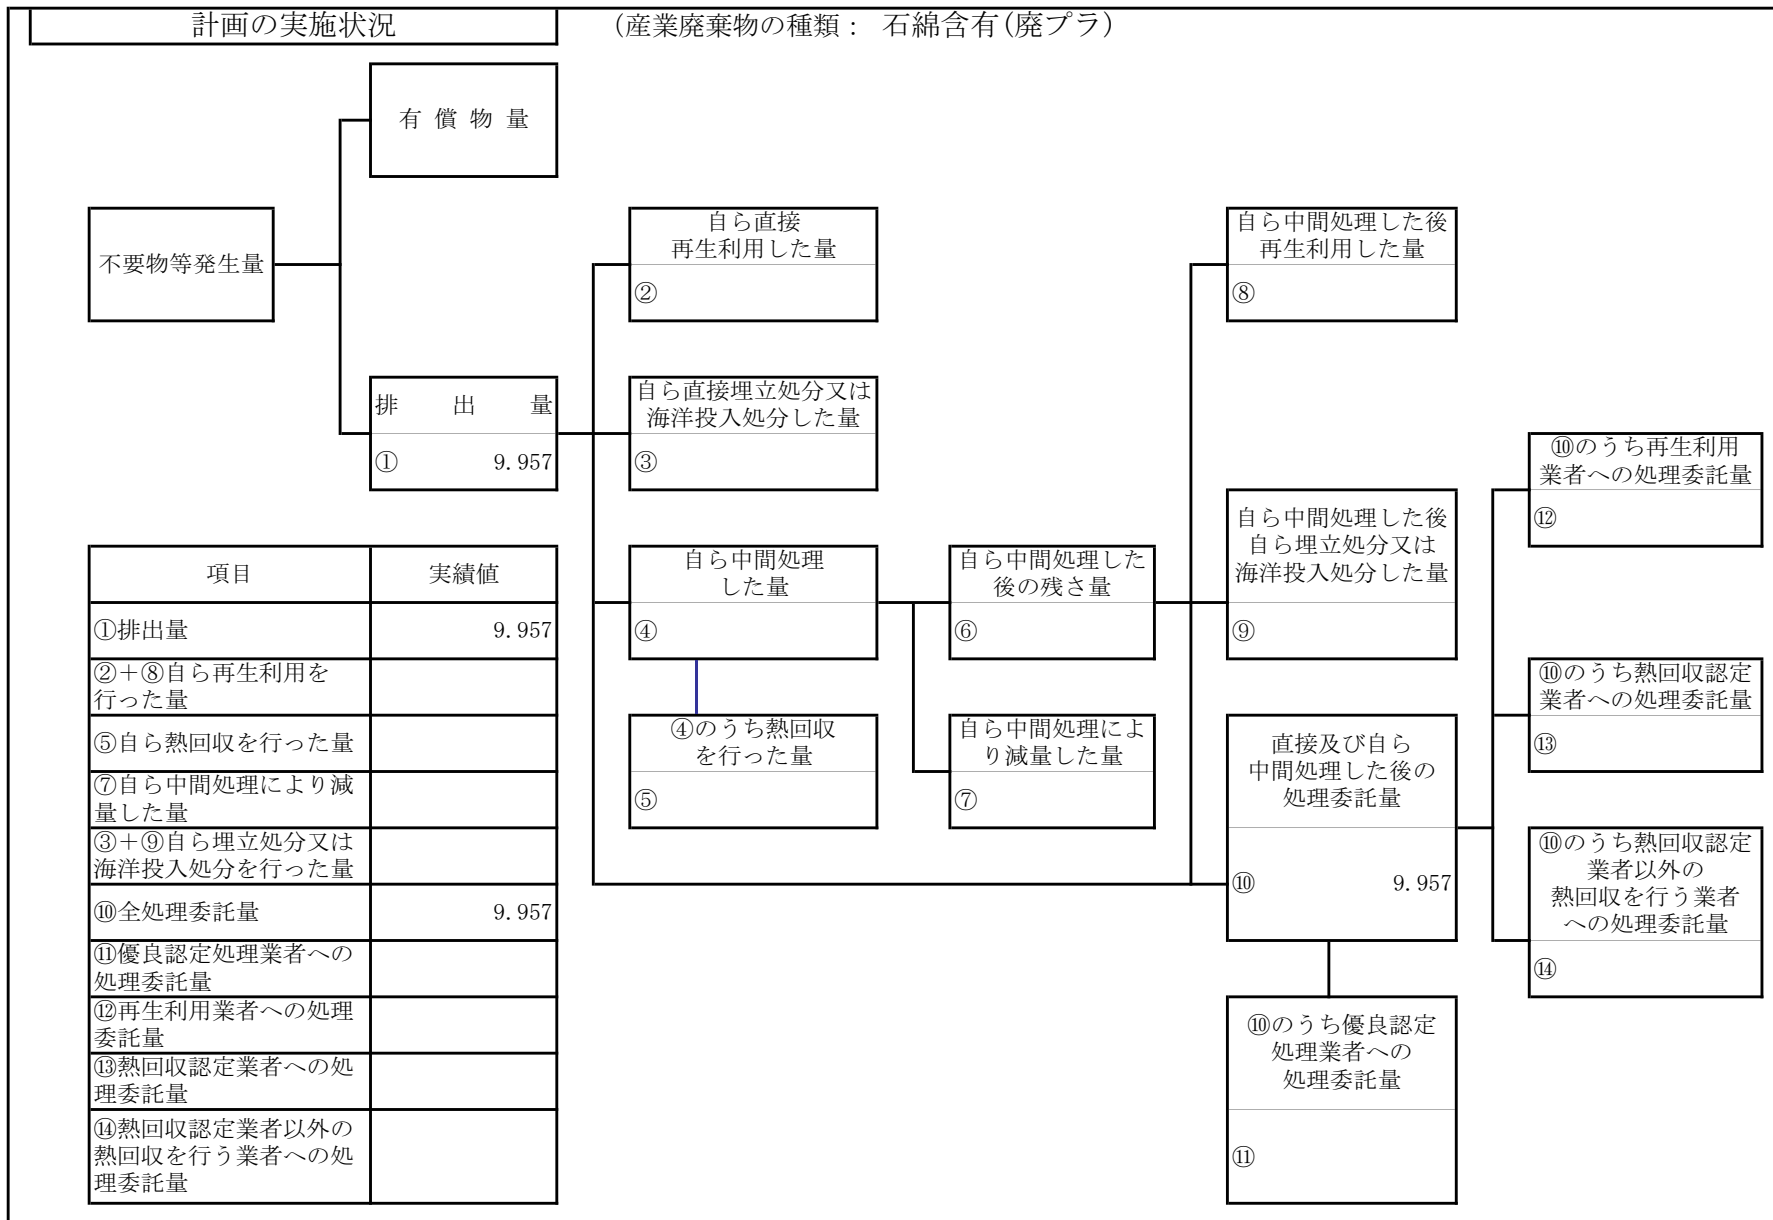 計画の実施状況
(産業廃棄物の種類： 石綿含有(廃プラ)
有 償 物 量
不要物等発生量
自ら直接
再生利用した量
②
自ら中間処理した後
再生利用した量
⑧
排 出 量
① 9.957
自ら直接埋立処分又は
海洋投入処分した量
③
⑩のうち再生利用
業者への処理委託量
⑫
自ら中間処理した後
自ら埋立処分又は
海洋投入処分した量
⑨
自ら中間処理
した量
④
自ら中間処理した
後の残さ量
⑥
⑩のうち熱回収認定
業者への処理委託量
⑬
④のうち熱回収
を行った量
⑤
自ら中間処理によ
り減量した量
⑦
直接及び自ら
中間処理した後の
処理委託量
⑩ 9.957
⑩のうち熱回収認定
業者以外の
熱回収を行う業者
への処理委託量
⑭
⑩のうち優良認定
処理業者への
処理委託量
⑪
項目 実績値
①排出量 9.957
②＋⑧自ら再生利用を
行った量
⑤自ら熱回収を行った量
⑦自ら中間処理により減
量した量
③＋⑨自ら埋立処分又は
海洋投入処分を行った量
⑩全処理委託量 9.957
⑪優良認定処理業者への
処理委託量
⑫再生利用業者への処理
委託量
⑬熱回収認定業者への処
理委託量
⑭熱回収認定業者以外の
熱回収を行う業者への処
理委託量